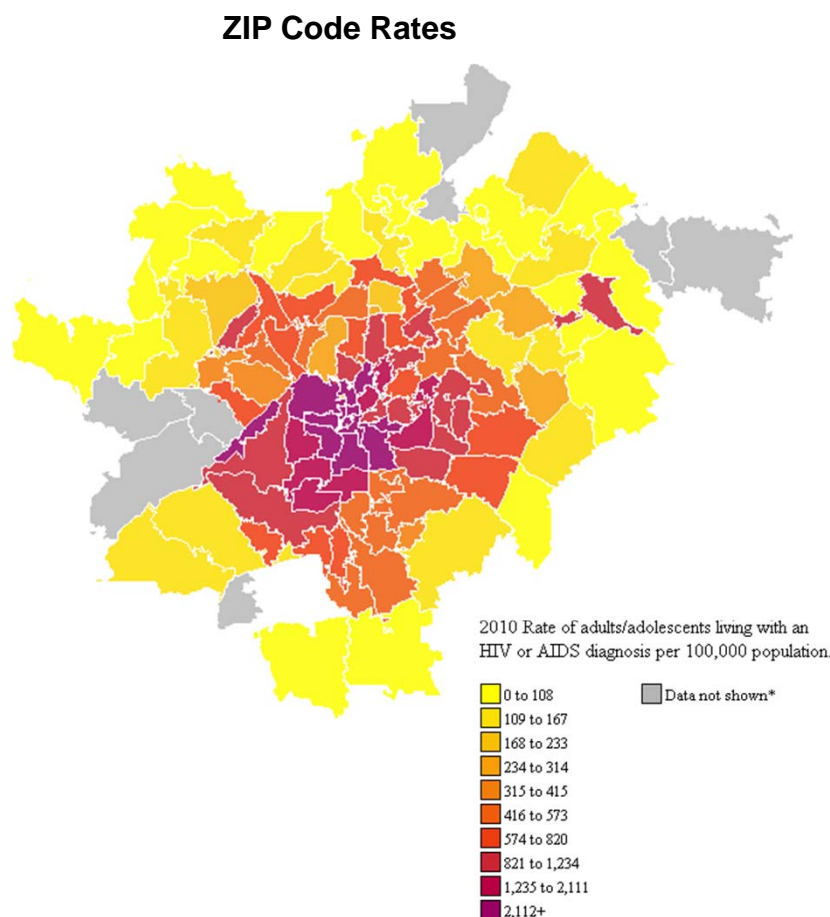 ZIP Code Rates
2010 Rate of adults/adolescents living with an
HIV or AIDS diagnosis per 100,000 population.
0 to 108
Data not shown*
109 to 167
168 to 233
234 to 314
315 to 415
416 to 573
574 to 820
821 to 1,234
1,235 to 2,111
2,112+